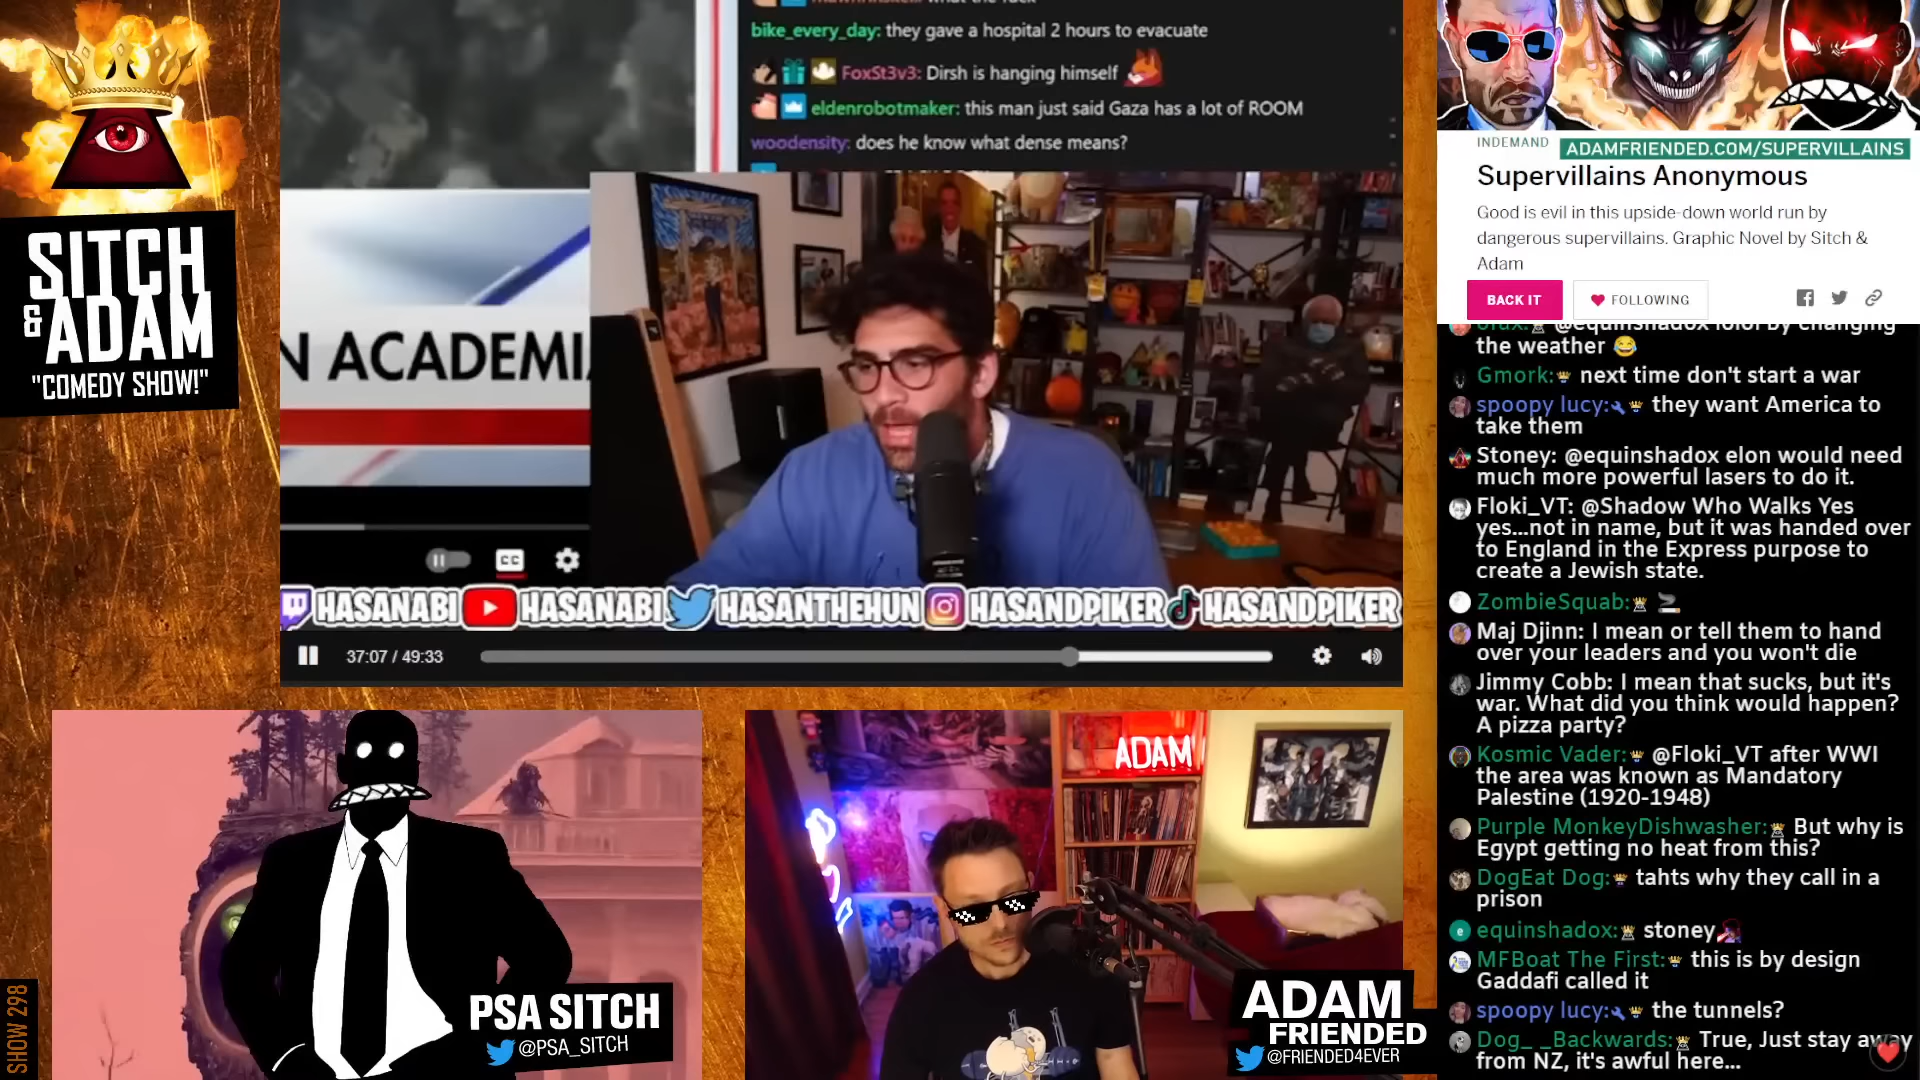 SITCH
& ADAM
"COMEDY SHOW!"
what the fuck
bike_every_day: they gave a hospital 2 hours to evacuate
FoxSt3v3: Dirsh is hanging himself
eldenrobotmaker: this man just said Gaza has a lot of ROOM
woodensity: does he know what dense means?
N ACADEMI
CC
HASANABI HASANABI HASANTHEHUN HASANDPIKER HASANDPIKER
37:07 / 49:33
ADAM
PSA SITCH
@PSA_SITCH
ADAM
FRIENDED
@FRIENDED4EVER
SHOW 298
INDEMAND
ADAMFRIENDED.COM/SUPERVILLAINS
Supervillains Anonymous
Good is evil in this upside-down world run by
dangerous supervillains. Graphic Novel by Sitch &
Adam
BACK IT
FOLLOWING
@equinshadox lolol by changing
the weather 😂
Gmork: next time don't start a war
spoopy lucy: they want America to
take them
Stoney: @equinshadox elon would need
much more powerful lasers to do it.
Floki_VT: @Shadow Who Walks Yes
yes...not in name, but it was handed over
to England in the Express purpose to
create a Jewish state.
ZombieSquab:
Maj Djinn: I mean or tell them to hand
over your leaders and you won't die
Jimmy Cobb: I mean that sucks, but it's
war. What did you think would happen?
A pizza party?
Kosmic Vader: @Floki_VT after WWI
the area was known as Mandatory
Palestine (1920-1948)
Purple MonkeyDishwasher: But why is
Egypt getting no heat from this?
DogEat Dog: tahts why they call in a
prison
e equinshadox: stoney
MFBoat The First: this is by design
Gaddafi called it
spoopy lucy: the tunnels?
Dog_ _Backwards: True, Just stay away
from NZ, it's awful here...